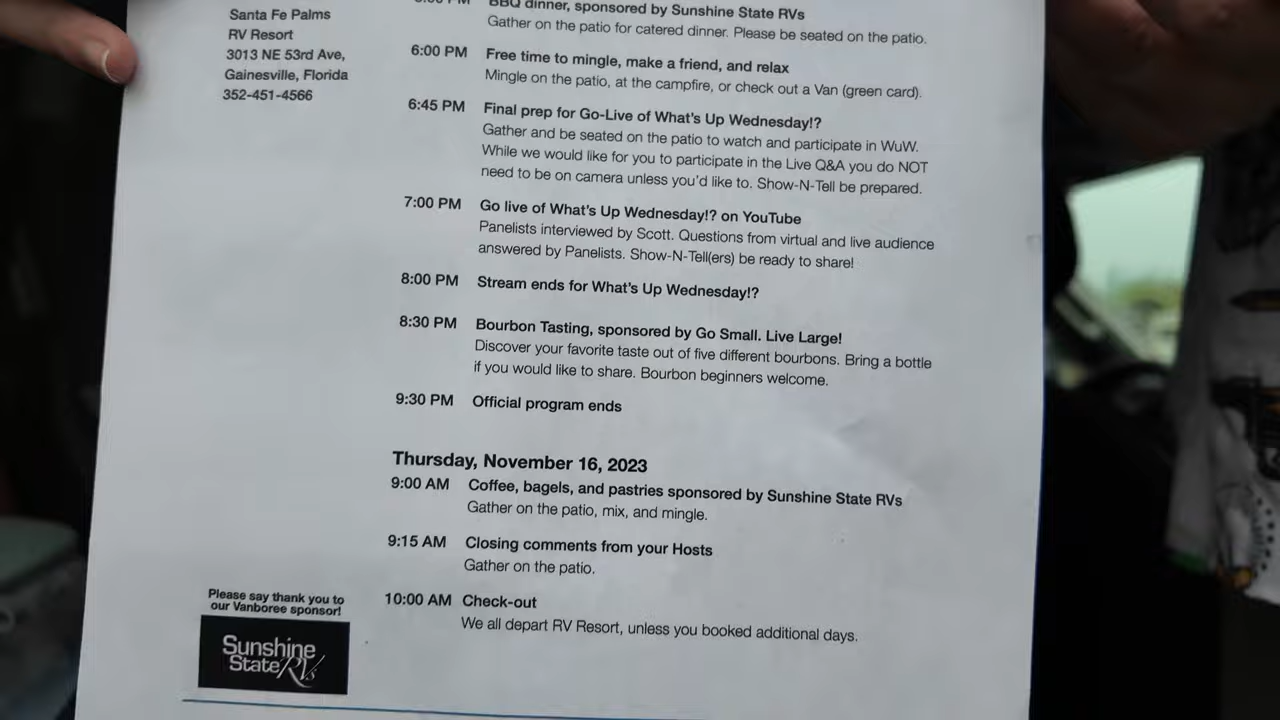 Santa Fe Palms
RV Resort
3013 NE 53rd Ave,
Gainesville, Florida
352-451-4566
PM BBQ dinner, sponsored by Sunshine State RVs
Gather on the patio for catered dinner. Please be seated on the patio.
6:00 PM Free time to mingle, make a friend, and relax
Mingle on the patio, at the campfire, or check out a Van (green card).
6:45 PM Final prep for Go-Live of What's Up Wednesday!?
Gather and be seated on the patio to watch and participate in WuW.
While we would like for you to participate in the Live Q&A you do NOT
need to be on camera unless you'd like to. Show-N-Tell be prepared.
7:00 PM Go live of What's Up Wednesday!? on YouTube
Panelists interviewed by Scott. Questions from virtual and live audience
answered by Panelists. Show-N-Tell(ers) be ready to share!
8:00 PM Stream ends for What's Up Wednesday!?
8:30 PM Bourbon Tasting, sponsored by Go Small. Live Large!
Discover your favorite taste out of five different bourbons. Bring a bottle
if you would like to share. Bourbon beginners welcome.
9:30 PM Official program ends
Thursday, November 16, 2023
9:00 AM Coffee, bagels, and pastries sponsored by Sunshine State RVs
Gather on the patio, mix, and mingle.
9:15 AM Closing comments from your Hosts
Gather on the patio.
10:00 AM Check-out
We all depart RV Resort, unless you booked additional days.
Please say thank you to
our Vanboree sponsor!
Sunshine
State RVs